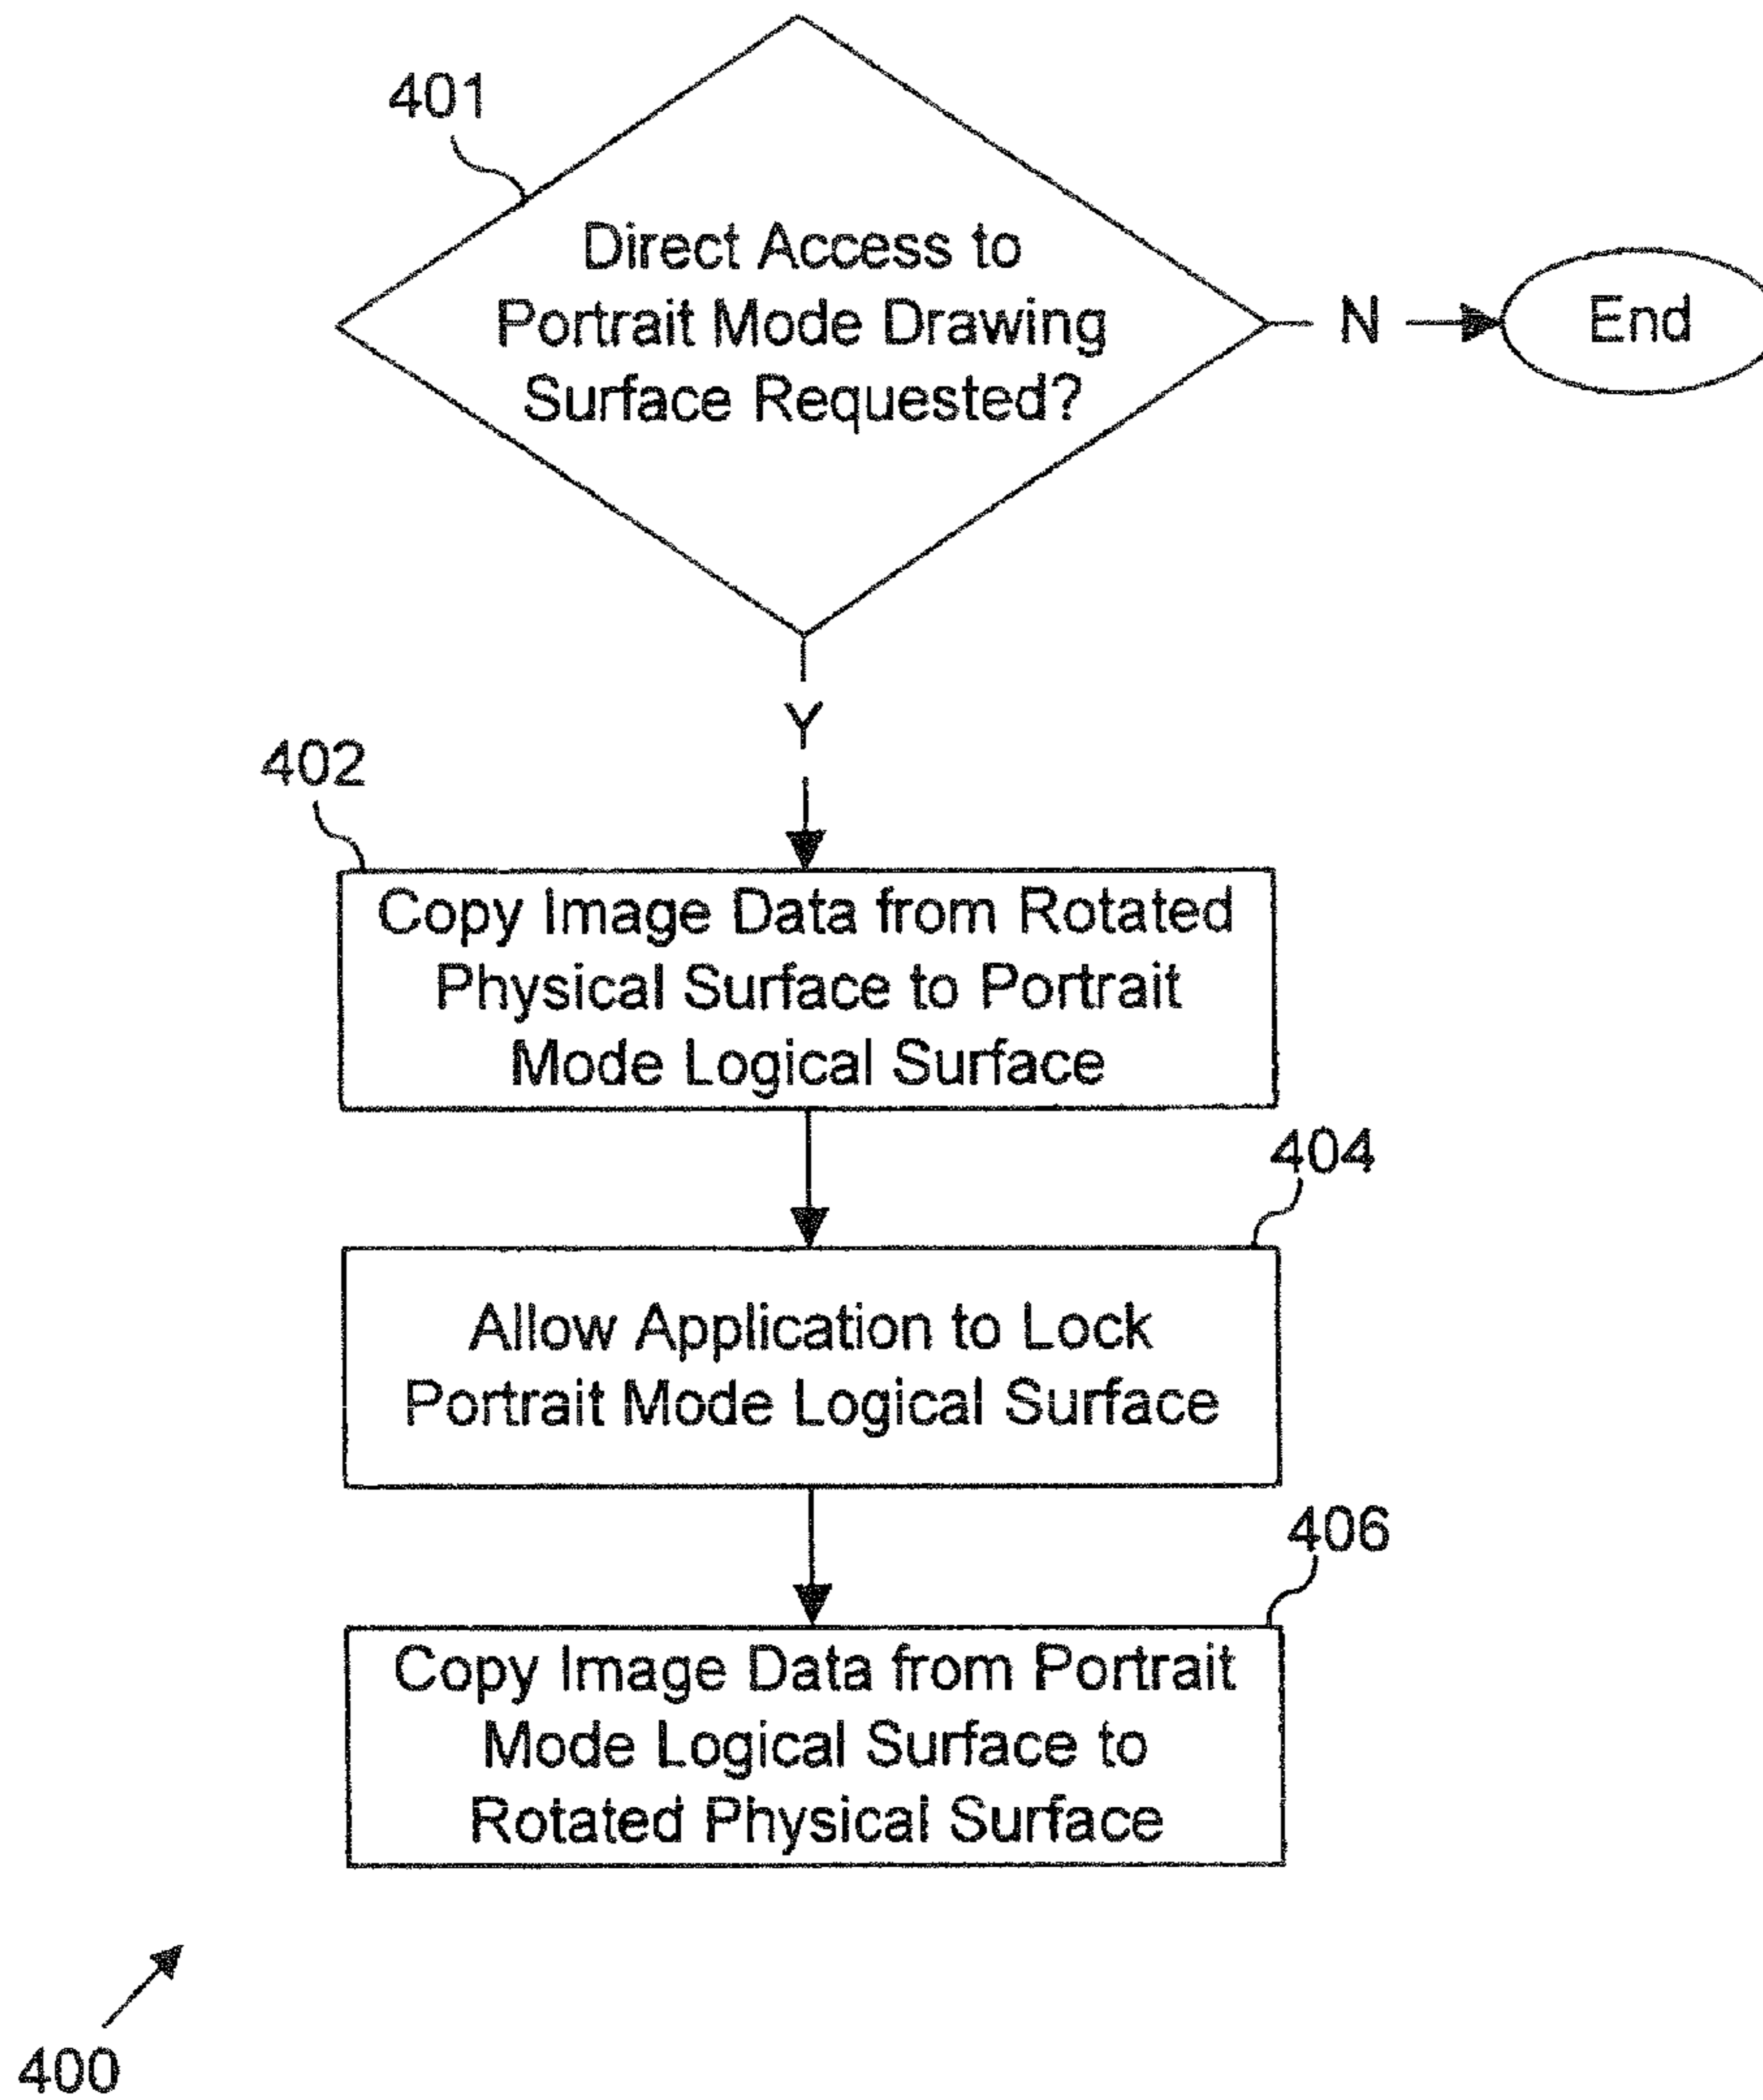 401
Direct Access to
Portrait Mode Drawing
Surface Requested?
N
End
Y
402
Copy Image Data from Rotated
Physical Surface to Portrait
Mode Logical Surface
404
Allow Application to Lock
Portrait Mode Logical Surface
406
Copy Image Data from Portrait
Mode Logical Surface to
Rotated Physical Surface
400